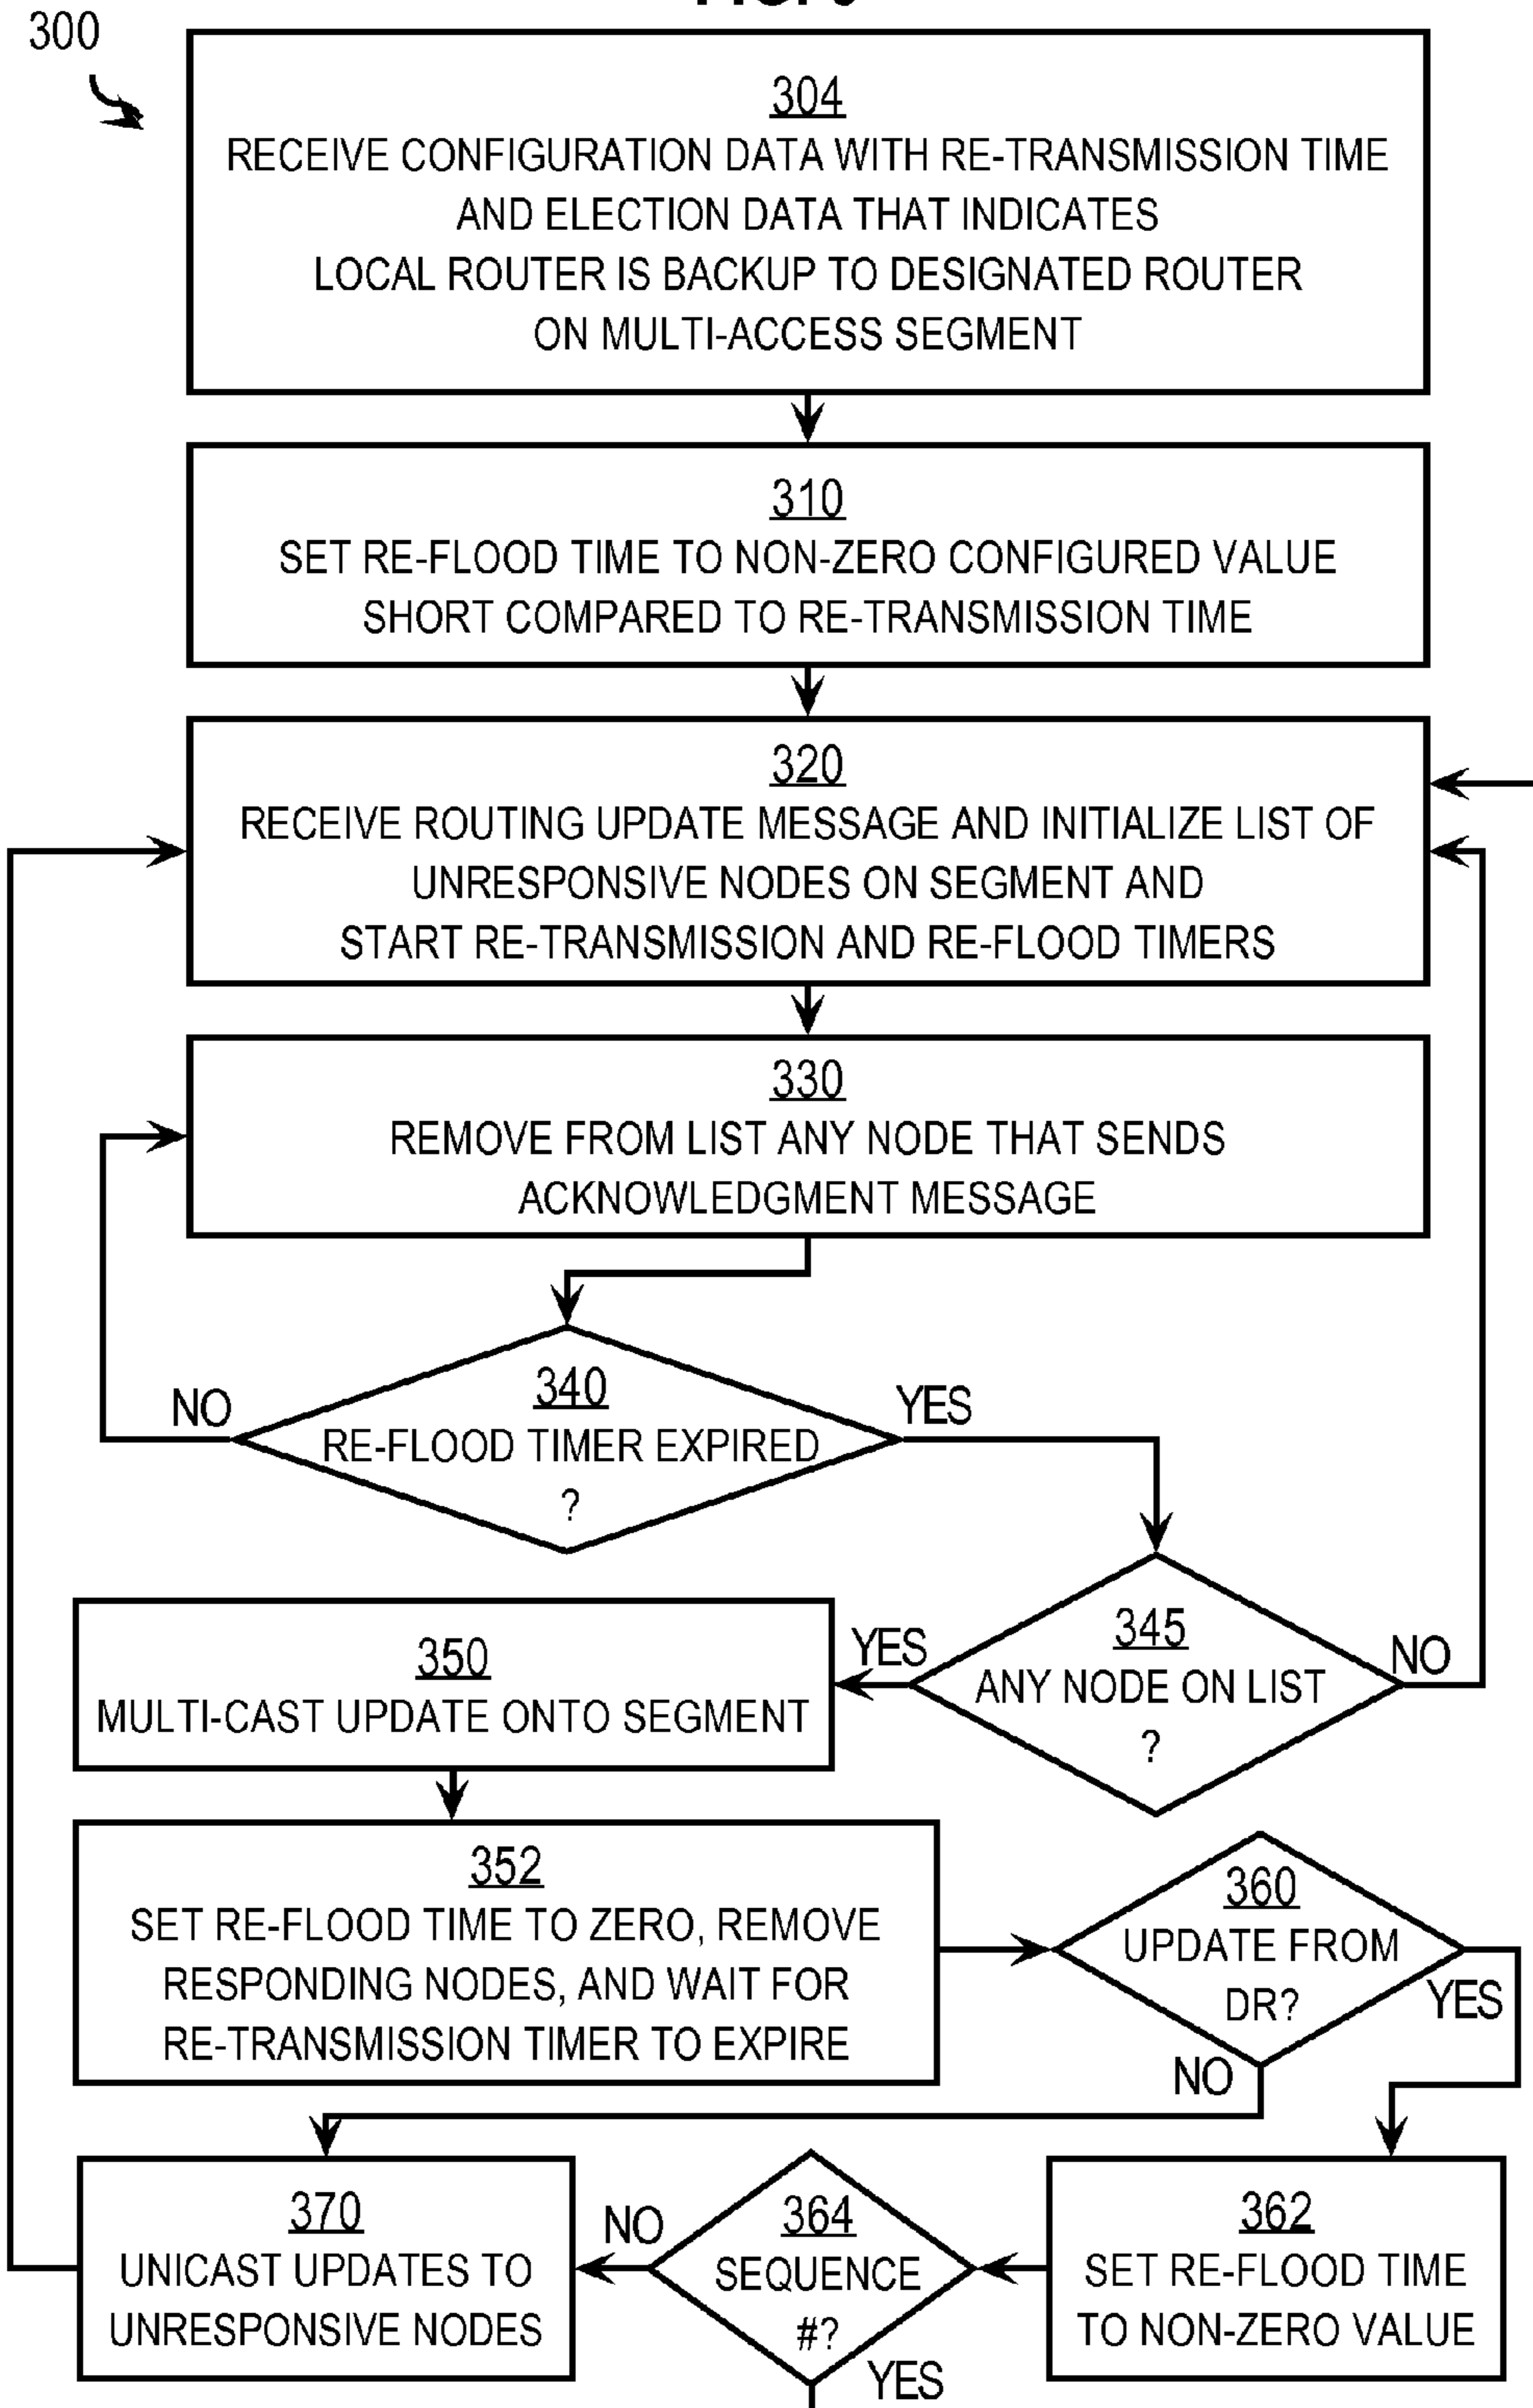 300
304
RECEIVE CONFIGURATION DATA WITH RE-TRANSMISSION TIME
AND ELECTION DATA THAT INDICATES
LOCAL ROUTER IS BACKUP TO DESIGNATED ROUTER
ON MULTI-ACCESS SEGMENT
310
SET RE-FLOOD TIME TO NON-ZERO CONFIGURED VALUE
SHORT COMPARED TO RE-TRANSMISSION TIME
320
RECEIVE ROUTING UPDATE MESSAGE AND INITIALIZE LIST OF
UNRESPONSIVE NODES ON SEGMENT AND
START RE-TRANSMISSION AND RE-FLOOD TIMERS
330
REMOVE FROM LIST ANY NODE THAT SENDS
ACKNOWLEDGMENT MESSAGE
NO
340
RE-FLOOD TIMER EXPIRED
?
YES
350
MULTI-CAST UPDATE ONTO SEGMENT
YES
345
ANY NODE ON LIST
?
NO
352
SET RE-FLOOD TIME TO ZERO, REMOVE
RESPONDING NODES, AND WAIT FOR
RE-TRANSMISSION TIMER TO EXPIRE
360
UPDATE FROM
DR?
YES
NO
370
UNICAST UPDATES TO
UNRESPONSIVE NODES
NO
364
SEQUENCE
#?
YES
362
SET RE-FLOOD TIME
TO NON-ZERO VALUE